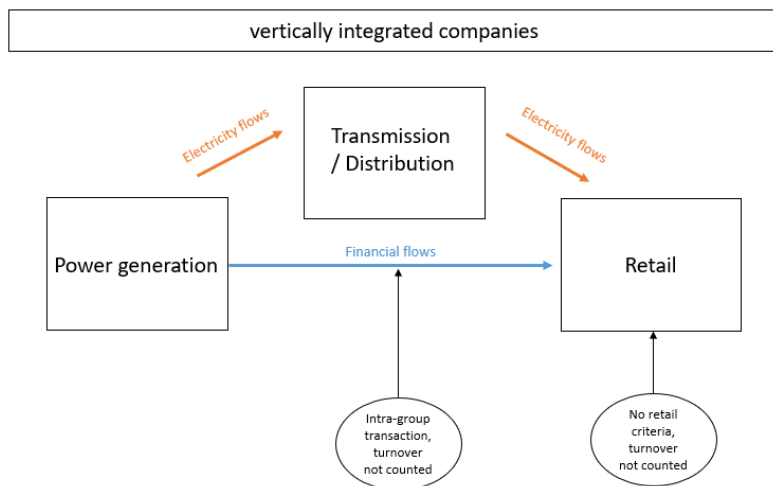 vertically integrated companies
Electricity flows
Transmission
/ Distribution
Electricity flows
Power generation
Financial flows
Retail
Intra-group
transaction,
turnover
not counted
No retail
criteria,
turnover
not counted